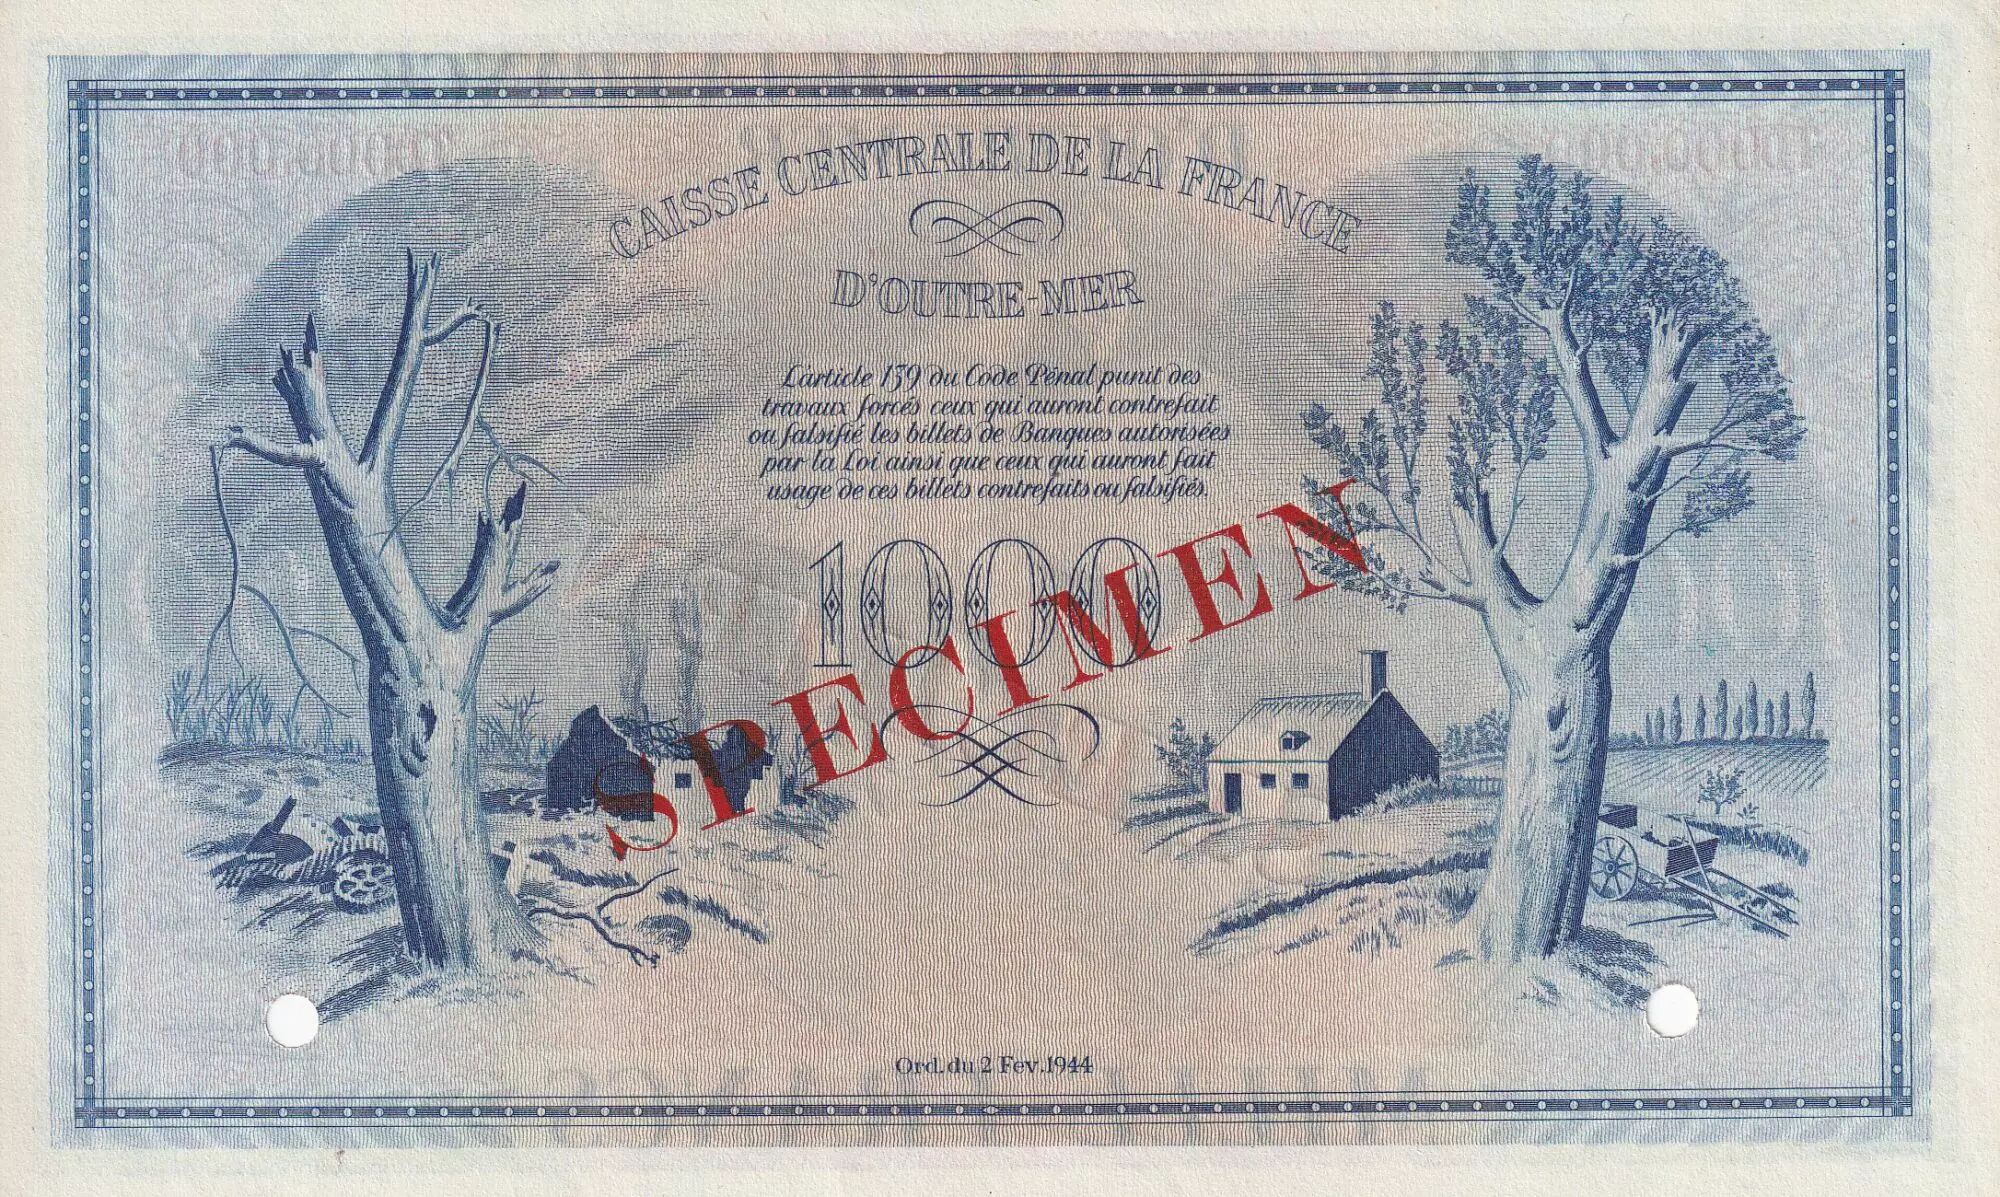 CAISSE CENTRALE DE LA FRANCE
D'OUTRE-MER
L'article 139 du Code Pénal punit des
travaux forcés ceux qui auront contrefait
ou falsifié les billets de Banques autorisées
par la Loi ainsi que ceux qui auront fait
usage de ces billets contrefaits ou falsifiés.
1000
SPECIMEN
Ord. du 2 Fev. 1944